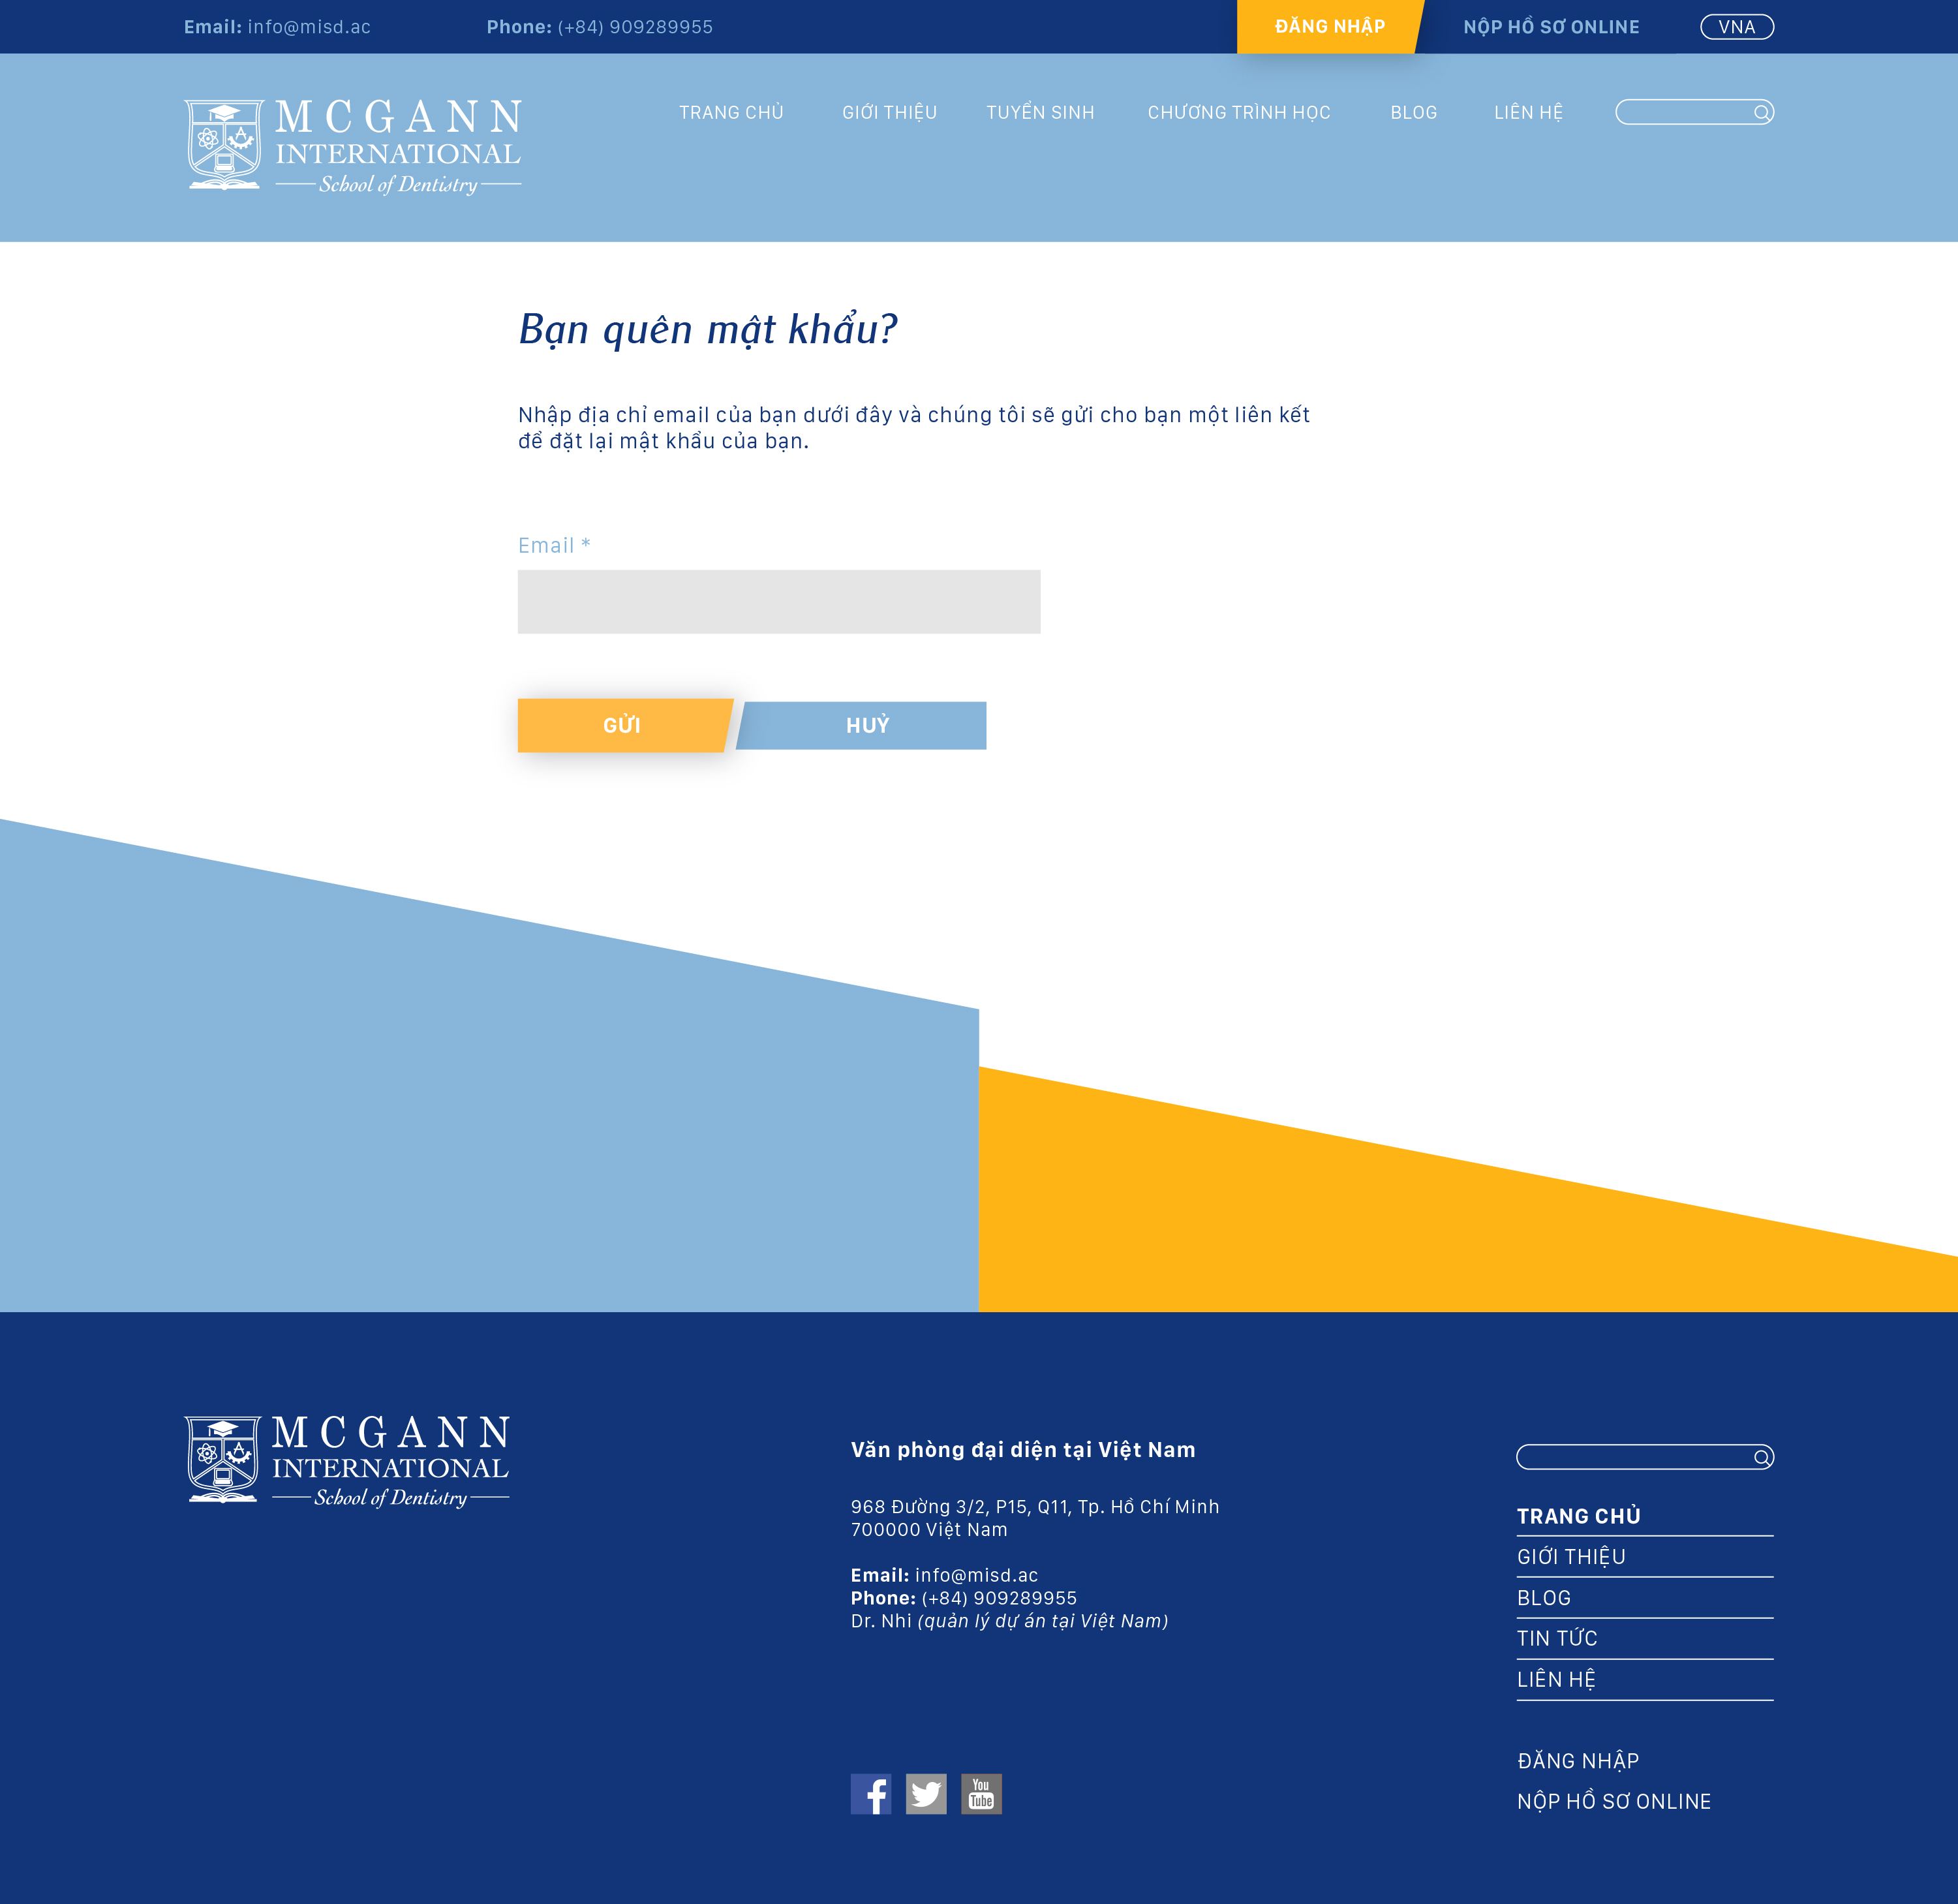 Email: info@misd.ac
Phone: (+84) 909289955
ĐĂNG NHẬP
NỘP HỒ SƠ ONLINE
VNA
MCGANN
INTERNATIONAL
School of Dentistry
TRANG CHỦ
GIỚI THIỆU
TUYỂN SINH
CHƯƠNG TRÌNH HỌC
BLOG
LIÊN HỆ
Bạn quên mật khẩu?
Nhập địa chỉ email của bạn dưới đây và chúng tôi sẽ gửi cho bạn một liên kết
để đặt lại mật khẩu của bạn.
Email *
GỬI
HUỶ
MCGANN
INTERNATIONAL
School of Dentistry
Văn phòng đại diện tại Việt Nam
968 Đường 3/2, P15, Q11, Tp. Hồ Chí Minh
700000 Việt Nam
Email: info@misd.ac
Phone: (+84) 909289955
Dr. Nhi (quản lý dự án tại Việt Nam)
You
Tube
TRANG CHỦ
GIỚI THIỆU
BLOG
TIN TỨC
LIÊN HỆ
ĐĂNG NHẬP
NỘP HỒ SƠ ONLINE